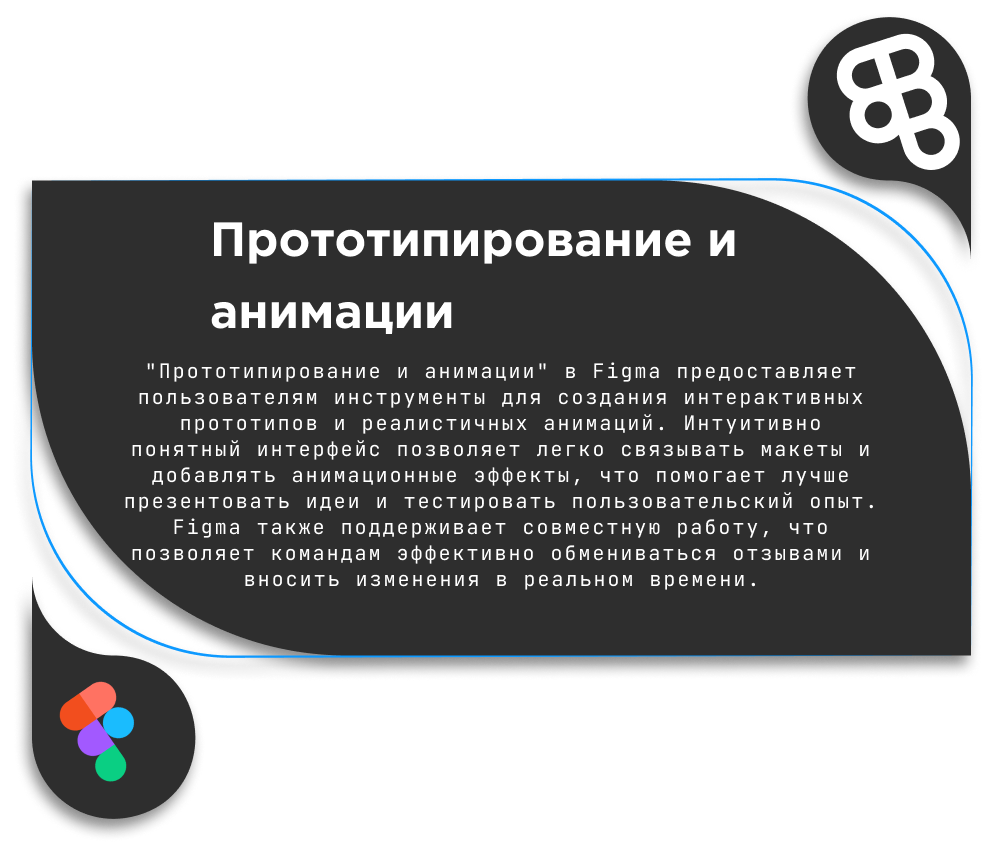 Прототипирование и
анимации
"Прототипирование и анимации" в Figma предоставляет
пользователям инструменты для создания интерактивных
прототипов и реалистичных анимаций. Интуитивно
понятный интерфейс позволяет легко связывать макеты и
добавлять анимационные эффекты, что помогает лучше
презентовать идеи и тестировать пользовательский опыт.
Figma также поддерживает совместную работу, что
позволяет командам эффективно обмениваться отзывами и
вносить изменения в реальном времени.